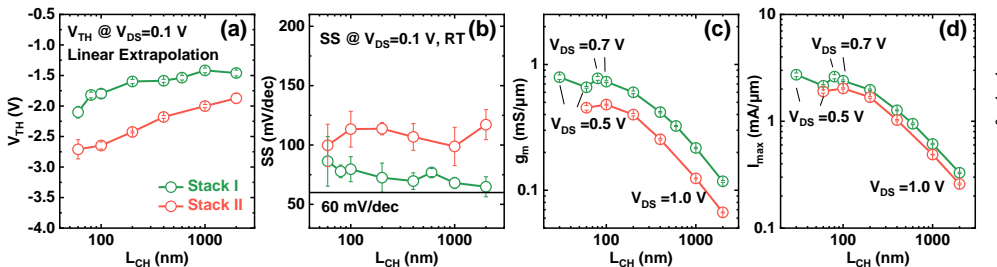 V_TH @ V_DS=0.1 V (a)
Linear Extrapolation
-0.5
-1.0
-1.5
-2.0
-2.5
-3.0
-3.5
-4.0
V_TH (V)
Stack I
Stack II
100 1000
L_CH (nm)
SS @ V_DS=0.1 V, RT (b)
200
150
100
50
SS (mV/dec)
60 mV/dec
100 1000
L_CH (nm)
(c)
V_DS=0.7 V
V_DS=0.5 V
V_DS=1.0 V
1
0.1
g_m (mS/μm)
100 1000
L_CH (nm)
(d)
V_DS=0.7 V
V_DS=0.5 V
V_DS=1.0 V
10
1
0.1
I_max (mA/μm)
100 1000
L_CH (nm)